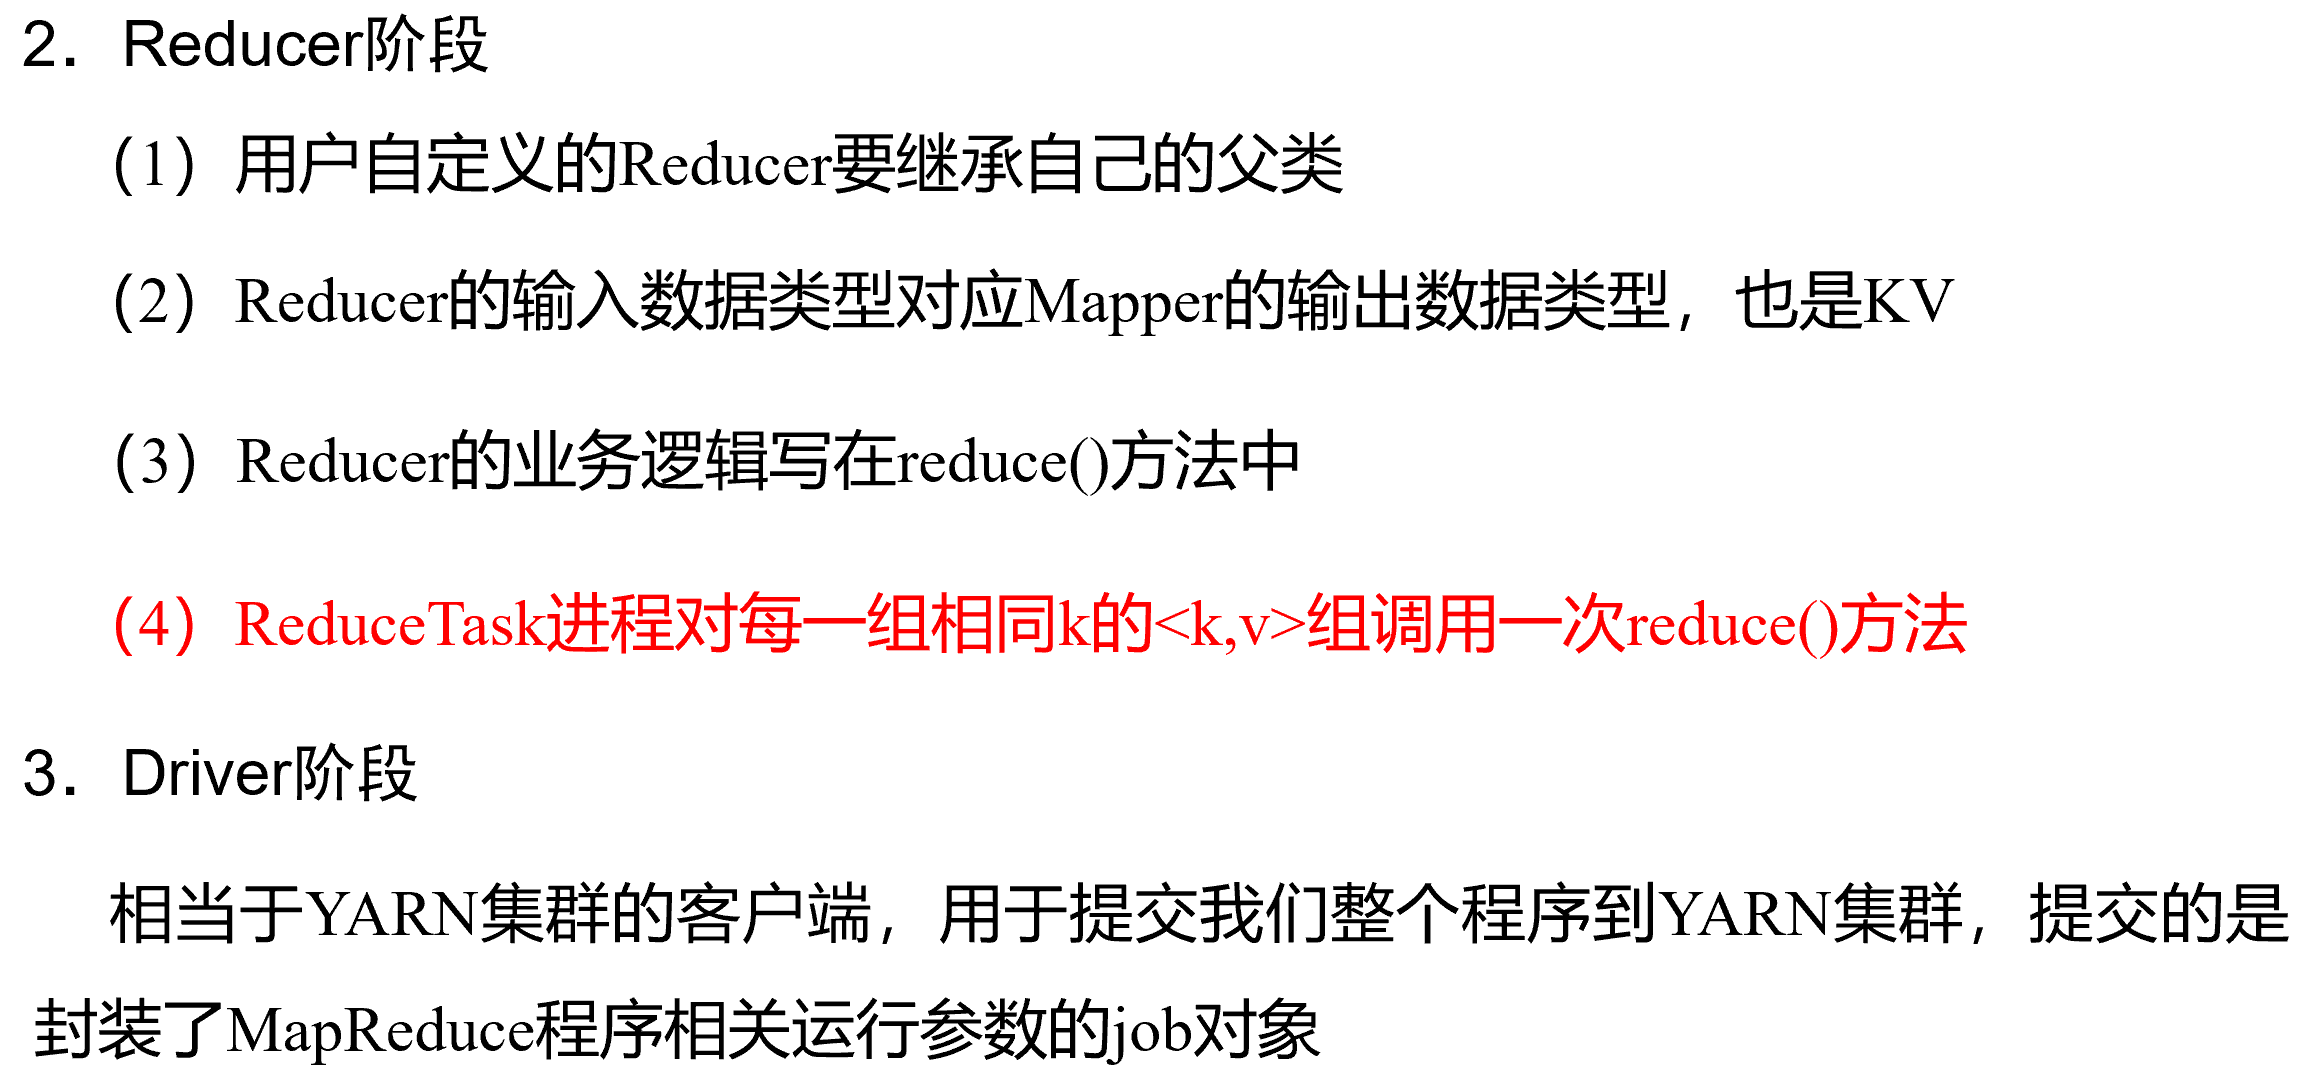 2．Reducer阶段
（1）用户自定义的Reducer要继承自己的父类
（2）Reducer的输入数据类型对应Mapper的输出数据类型，也是KV
（3）Reducer的业务逻辑写在reduce()方法中
（4）ReduceTask进程对每一组相同k的<k,v>组调用一次reduce()方法
3．Driver阶段
相当于YARN集群的客户端，用于提交我们整个程序到YARN集群，提交的是
封装了MapReduce程序相关运行参数的job对象